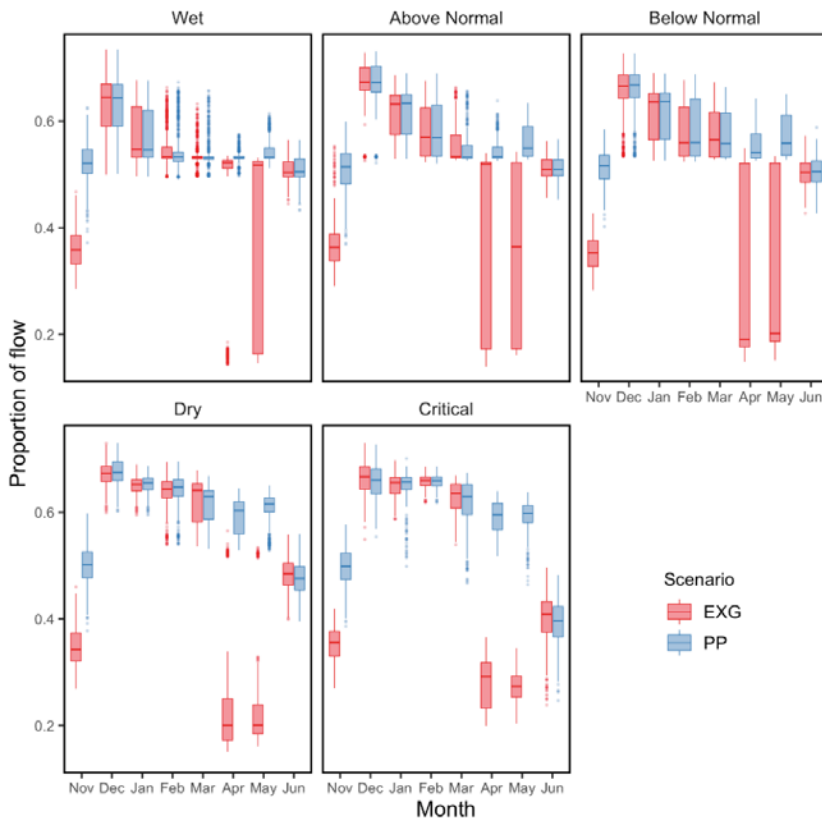 Wet
Above Normal
Below Normal
0.6
0.4
0.2
Nov Dec Jan Feb Mar Apr May Jun
Dry
Critical
0.6
0.4
0.2
Nov Dec Jan Feb Mar Apr May Jun
Nov Dec Jan Feb Mar Apr May Jun
Proportion of flow
Month
Scenario
EXG
PP